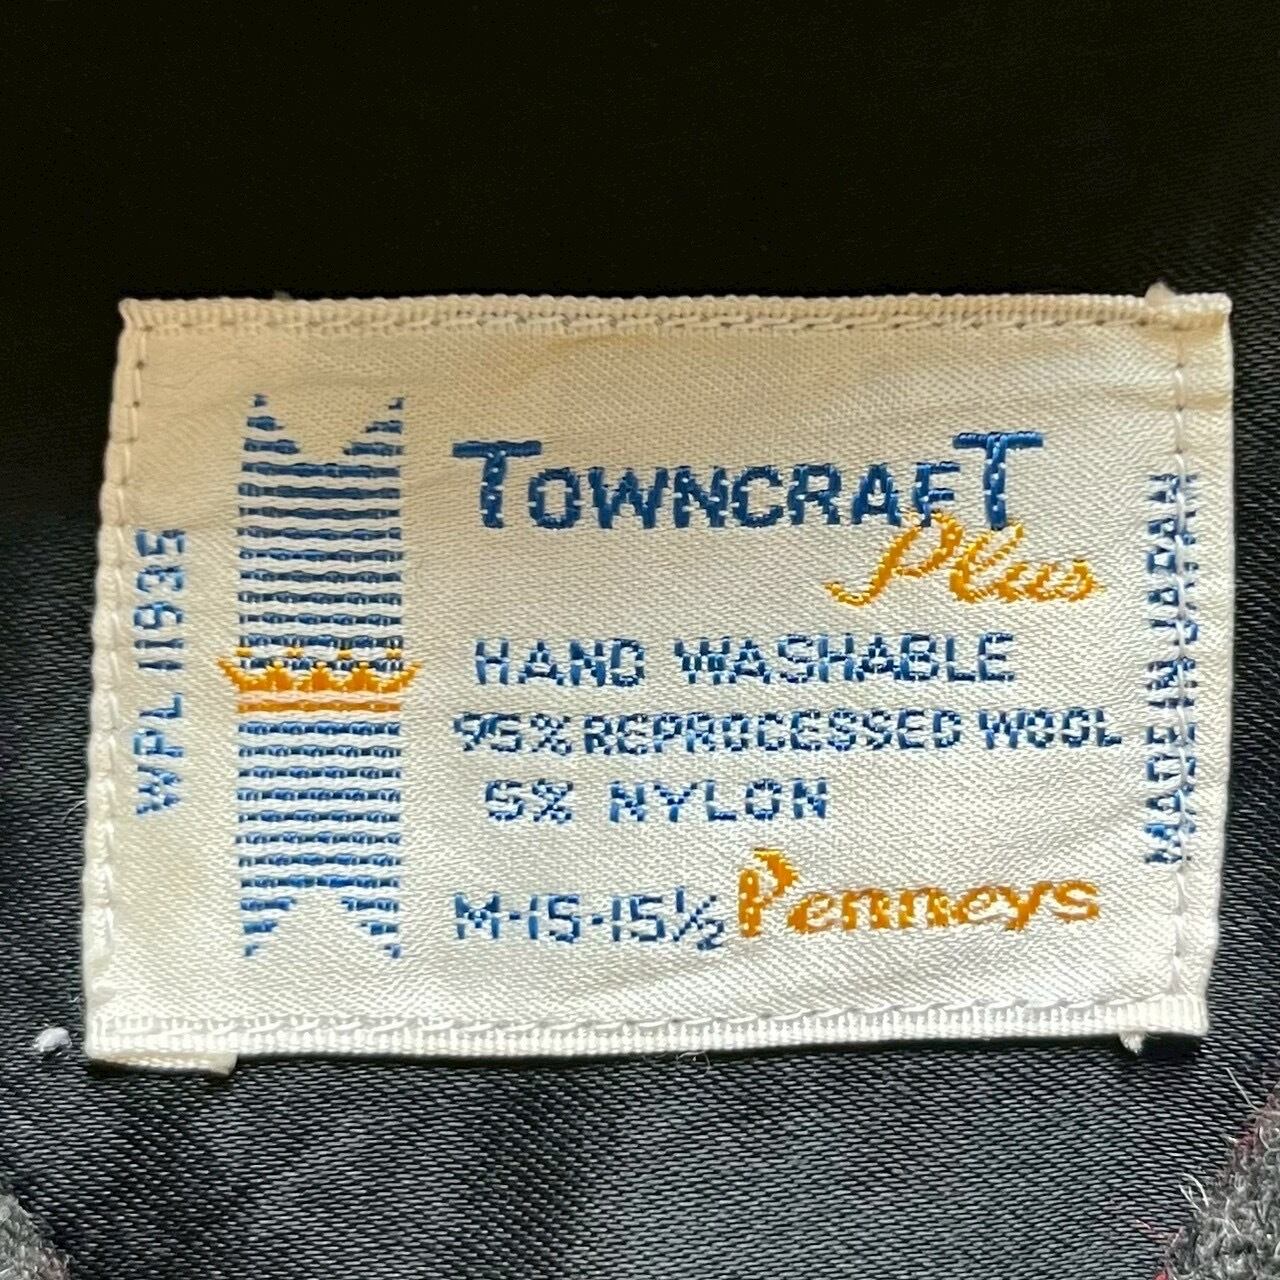 TOWNCRAFT
Plus
HAND WASHABLE
95% REPROCESSED WOOL
5% NYLON
M-15-15½ Penneys
WPL 11935
MADE IN JAPAN